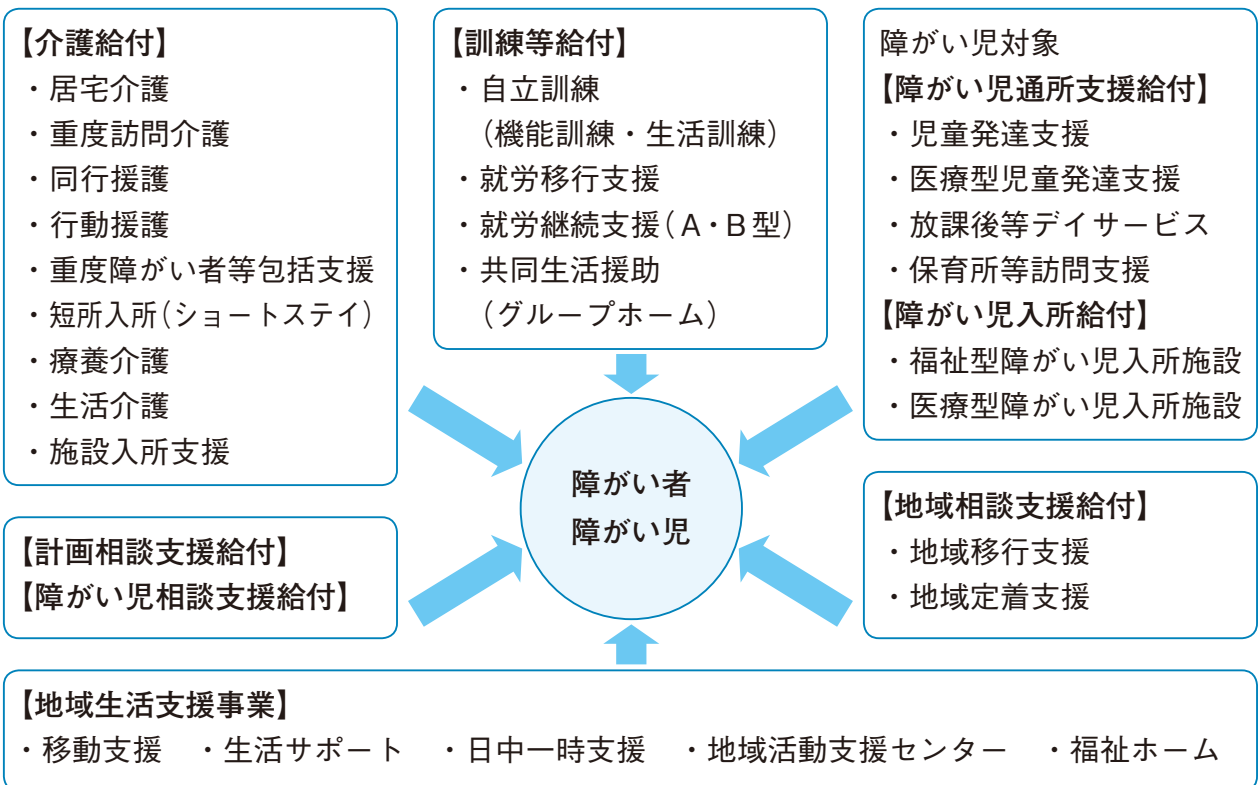 【介護給付】
・居宅介護
・重度訪問介護
・同行援護
・行動援護
・重度障がい者等包括支援
・短所入所（ショートステイ）
・療養介護
・生活介護
・施設入所支援
【訓練等給付】
・自立訓練
（機能訓練・生活訓練）
・就労移行支援
・就労継続支援（A・B型）
・共同生活援助
（グループホーム）
障がい児対象
【障がい児通所支援給付】
・児童発達支援
・医療型児童発達支援
・放課後等デイサービス
・保育所等訪問支援
【障がい児入所給付】
・福祉型障がい児入所施設
・医療型障がい児入所施設
障がい者
障がい児
【計画相談支援給付】
【障がい児相談支援給付】
【地域相談支援給付】
・地域移行支援
・地域定着支援
【地域生活支援事業】
・移動支援　・生活サポート　・日中一時支援　・地域活動支援センター　・福祉ホーム